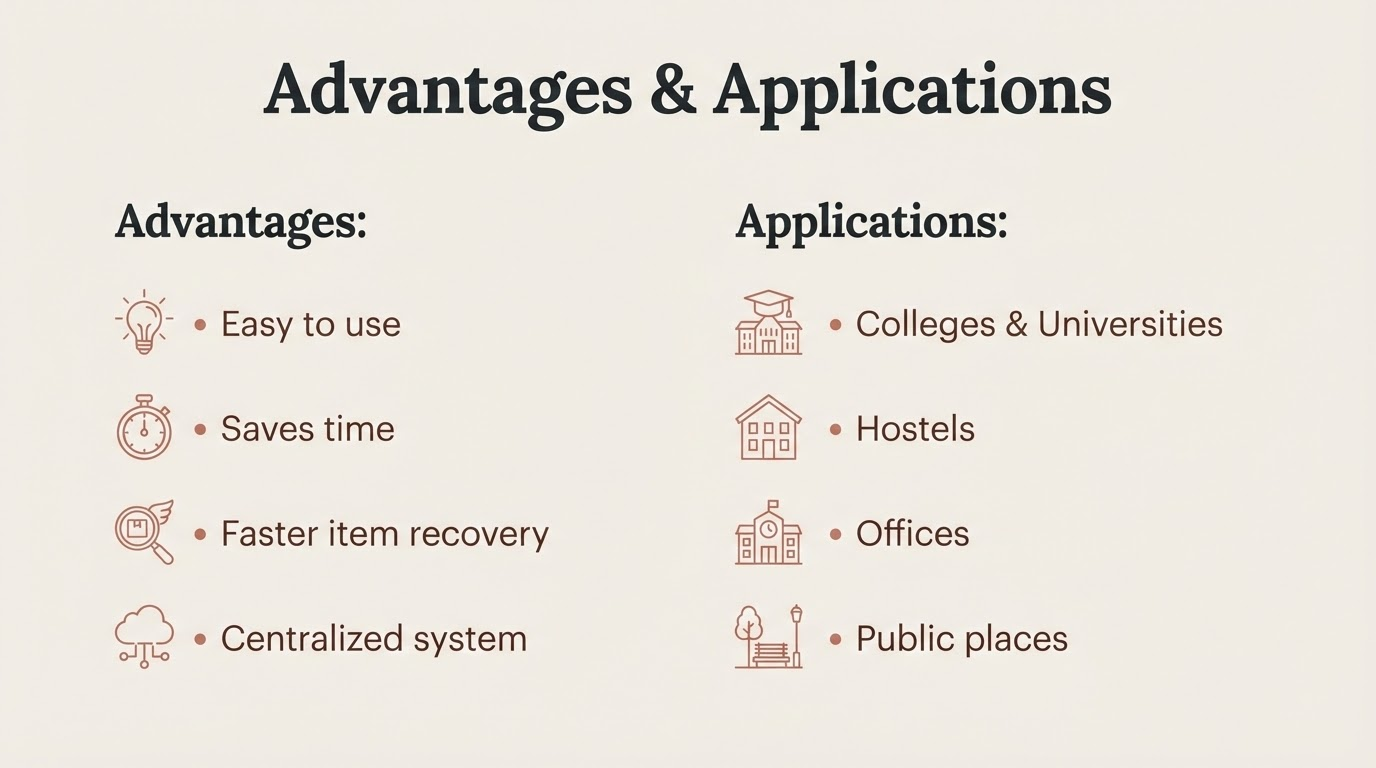 Advantages & Applications
Advantages:
• Easy to use
• Saves time
• Faster item recovery
• Centralized system
Applications:
• Colleges & Universities
• Hostels
• Offices
• Public places